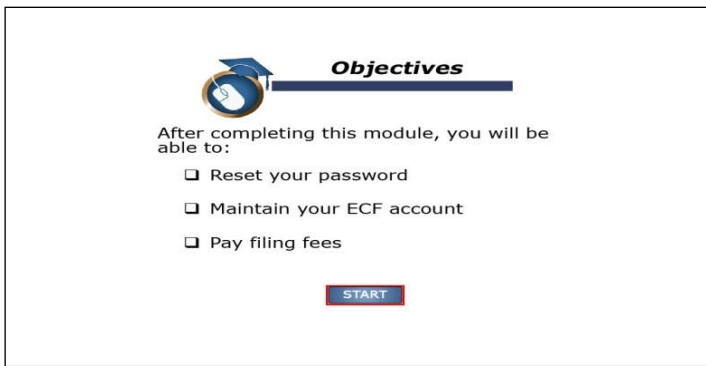 Objectives
After completing this module, you will be
able to:
❑ Reset your password
❑ Maintain your ECF account
❑ Pay filing fees
START